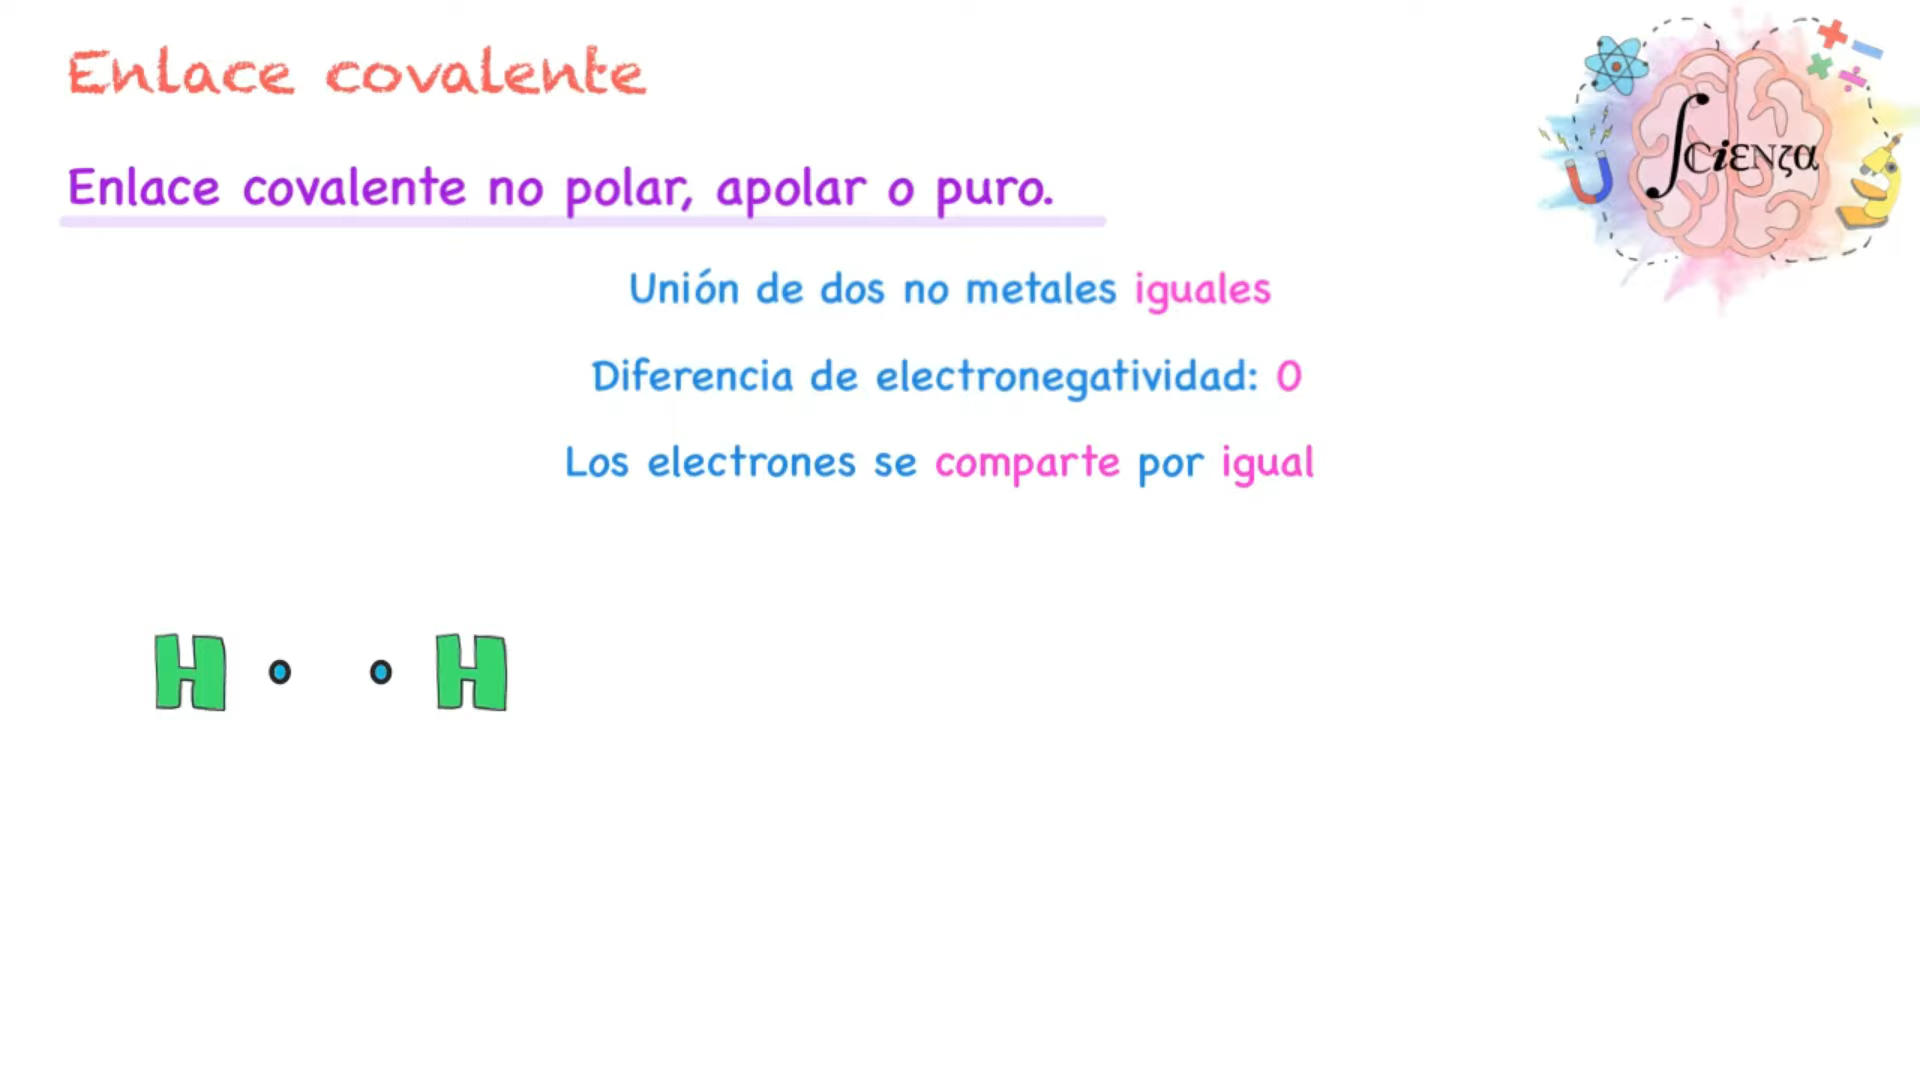 Enlace covalente
Enlace covalente no polar, apolar o puro.
Unión de dos no metales iguales
Diferencia de electronegatividad: 0
Los electrones se comparte por igual
H • • H
∫CiENζα